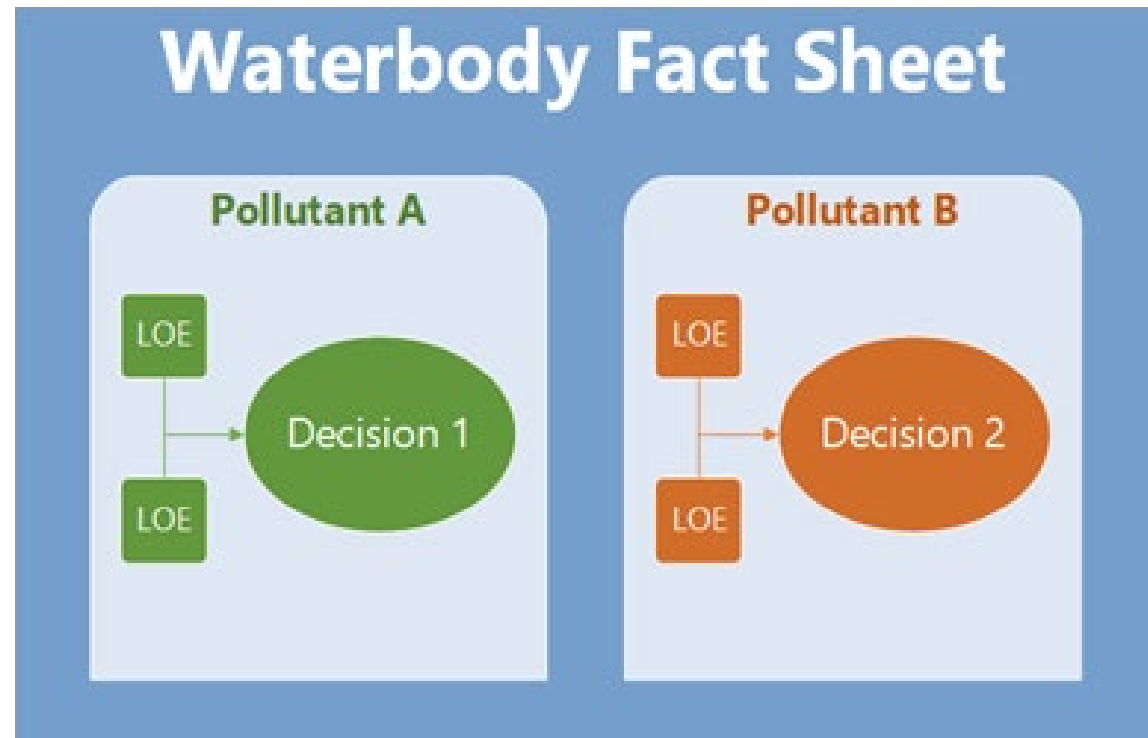 Waterbody Fact Sheet
Pollutant A
LOE
Decision 1
LOE
Pollutant B
LOE
Decision 2
LOE